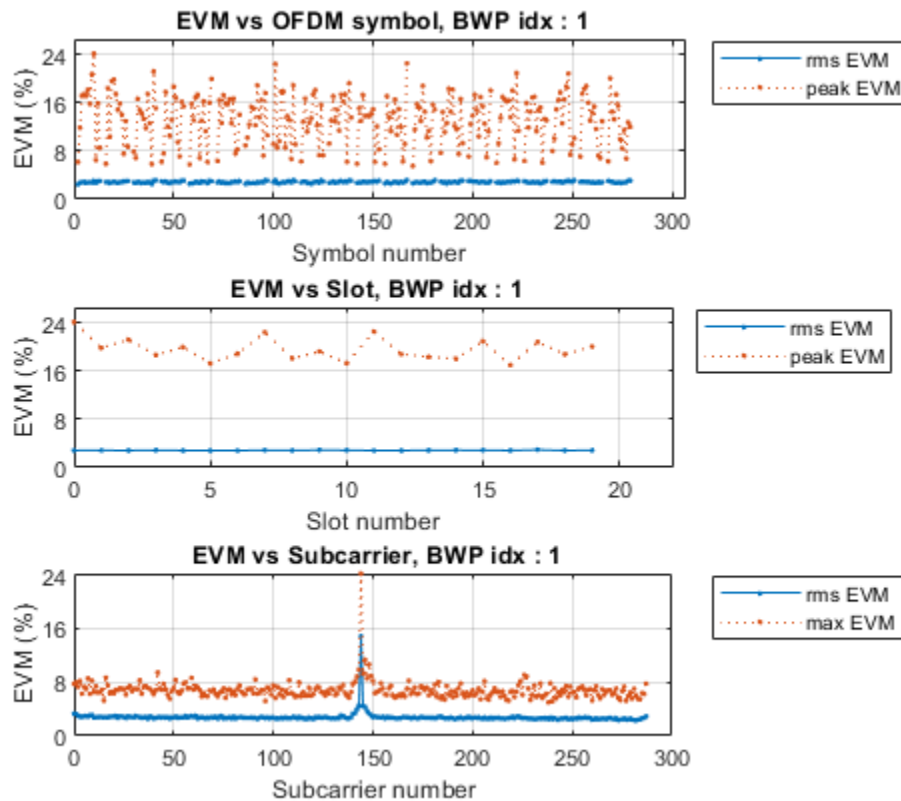 EVM vs OFDM symbol, BWP idx : 1
EVM (%)
24
16
8
0
0 50 100 150 200 250 300
Symbol number
rms EVM
peak EVM
EVM vs Slot, BWP idx : 1
EVM (%)
24
16
8
0
0 5 10 15 20
Slot number
rms EVM
peak EVM
EVM vs Subcarrier, BWP idx : 1
EVM (%)
24
16
8
0
0 50 100 150 200 250 300
Subcarrier number
rms EVM
max EVM